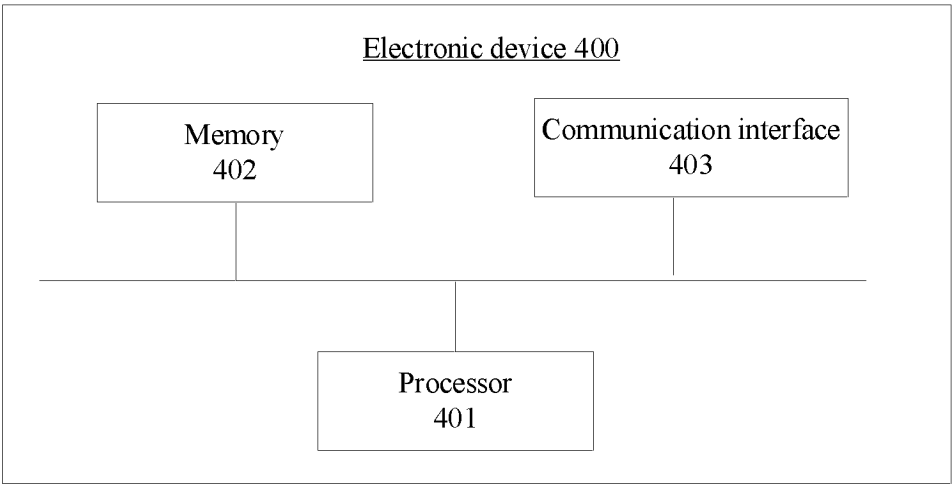 Electronic device 400
Memory
402
Communication interface
403
Processor
401